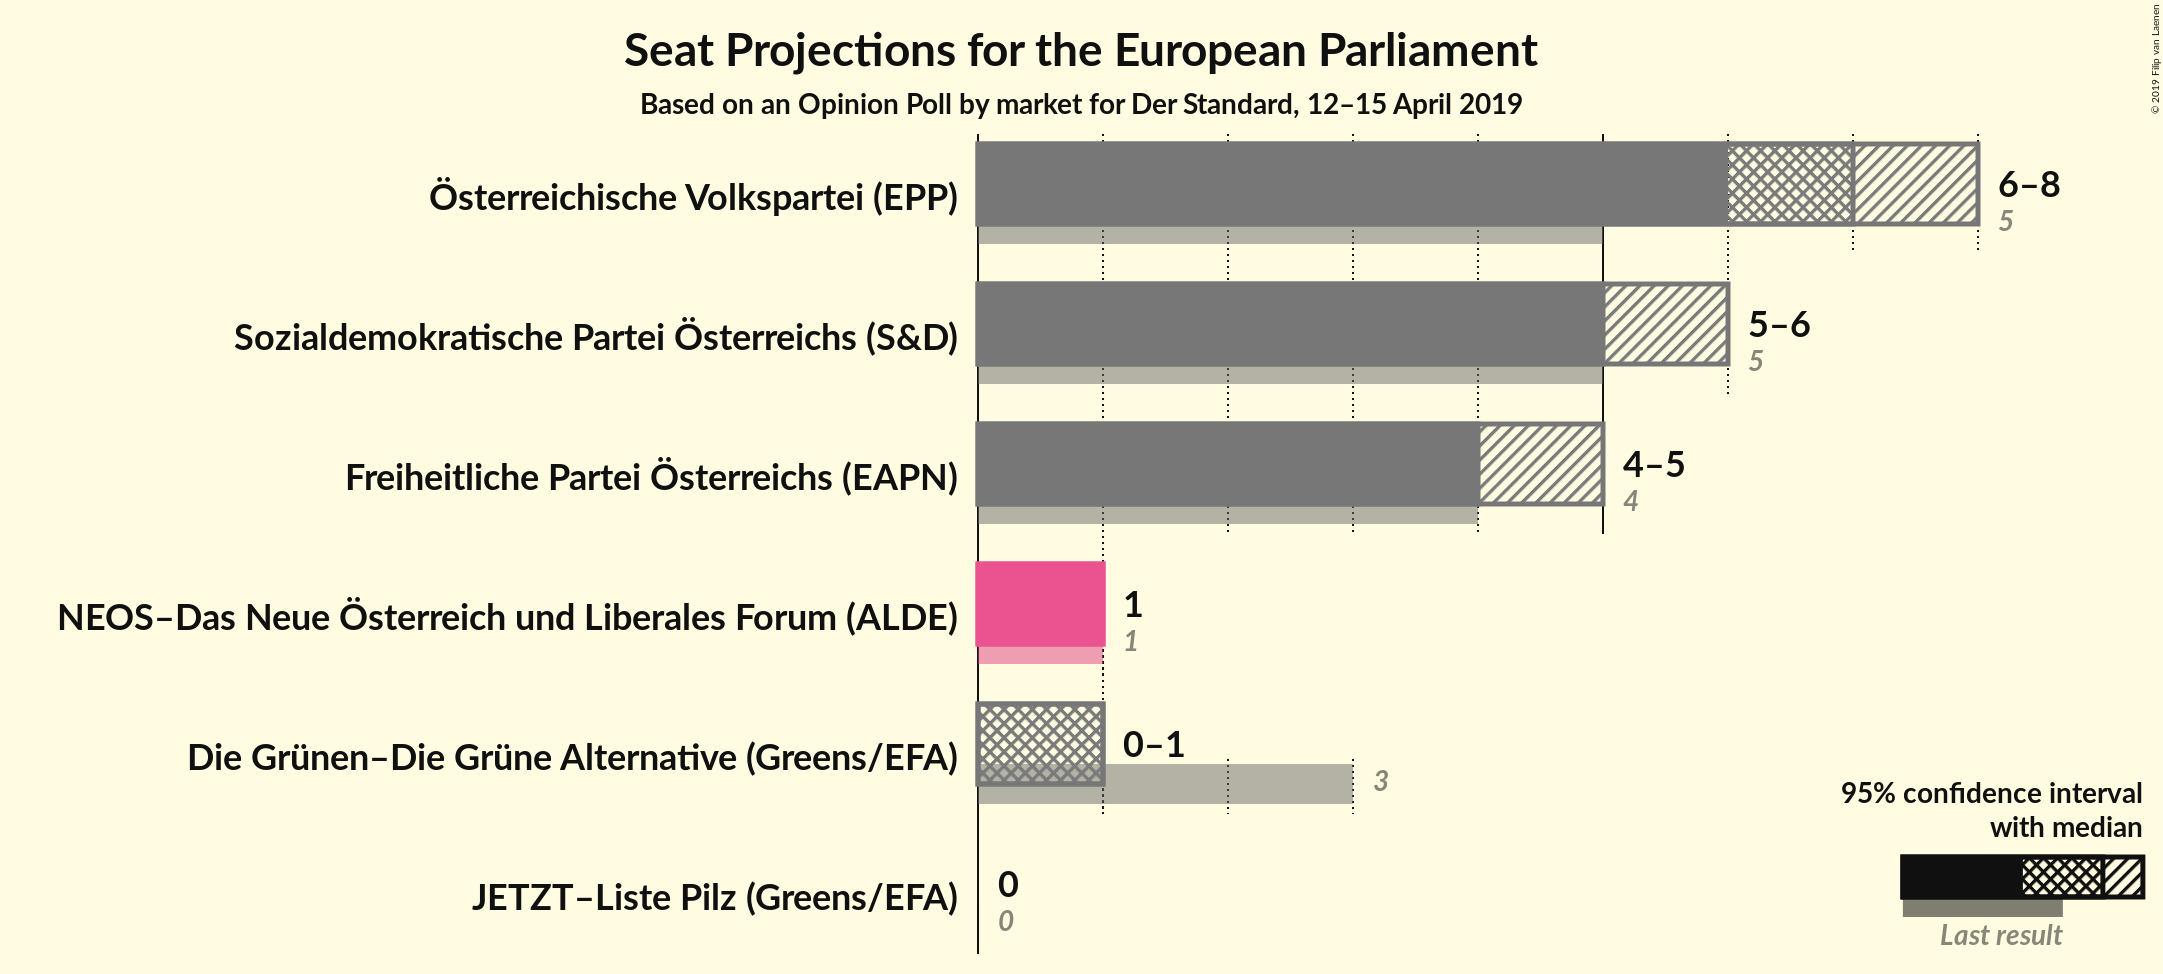 Seat Projections for the European Parliament
Based on an Opinion Poll by market for Der Standard, 12–15 April 2019
© 2019 Filip van Laenen
Österreichische Volkspartei (EPP)
6–8
5
Sozialdemokratische Partei Österreichs (S&D)
5–6
5
Freiheitliche Partei Österreichs (EAPN)
4–5
4
NEOS–Das Neue Österreich und Liberales Forum (ALDE)
1
1
Die Grünen–Die Grüne Alternative (Greens/EFA)
0–1
3
JETZT–Liste Pilz (Greens/EFA)
0
0
95% confidence interval
with median
Last result